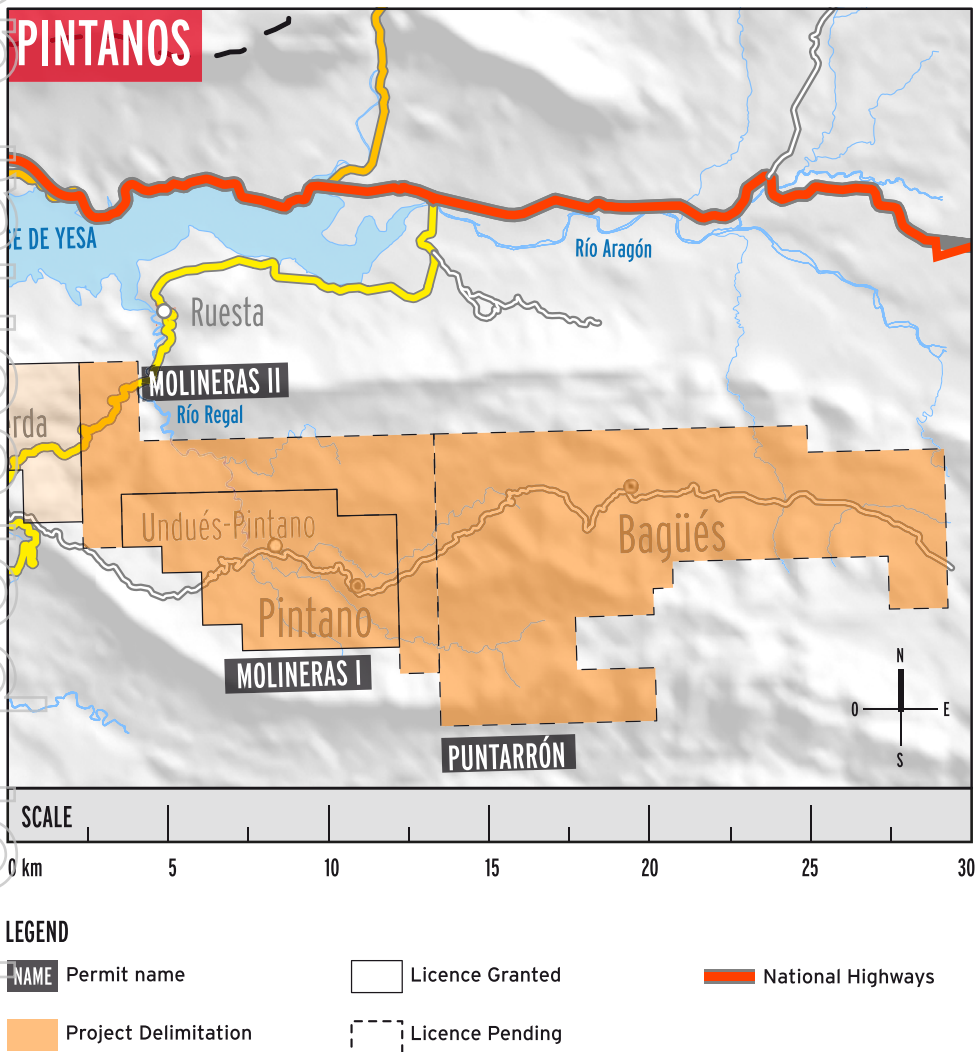 PINTANOS
E DE YESA
Río Aragón
Ruesta
MOLINERAS II
Río Regal
rda
Undués-Pintano
Bagüés
Pintano
MOLINERAS I
PUNTARRÓN
N
O E
S
SCALE
0 km 5 10 15 20 25 30
LEGEND
NAME Permit name
Licence Granted
National Highways
Project Delimitation
Licence Pending